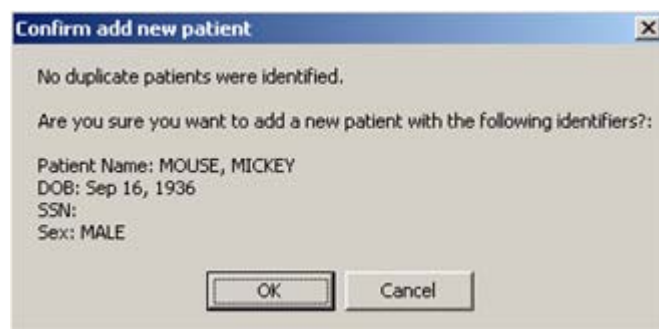 Confirm add new patient
No duplicate patients were identified.
Are you sure you want to add a new patient with the following identifiers?:
Patient Name: MOUSE, MICKEY
DOB: Sep 16, 1936
SSN:
Sex: MALE
OK Cancel